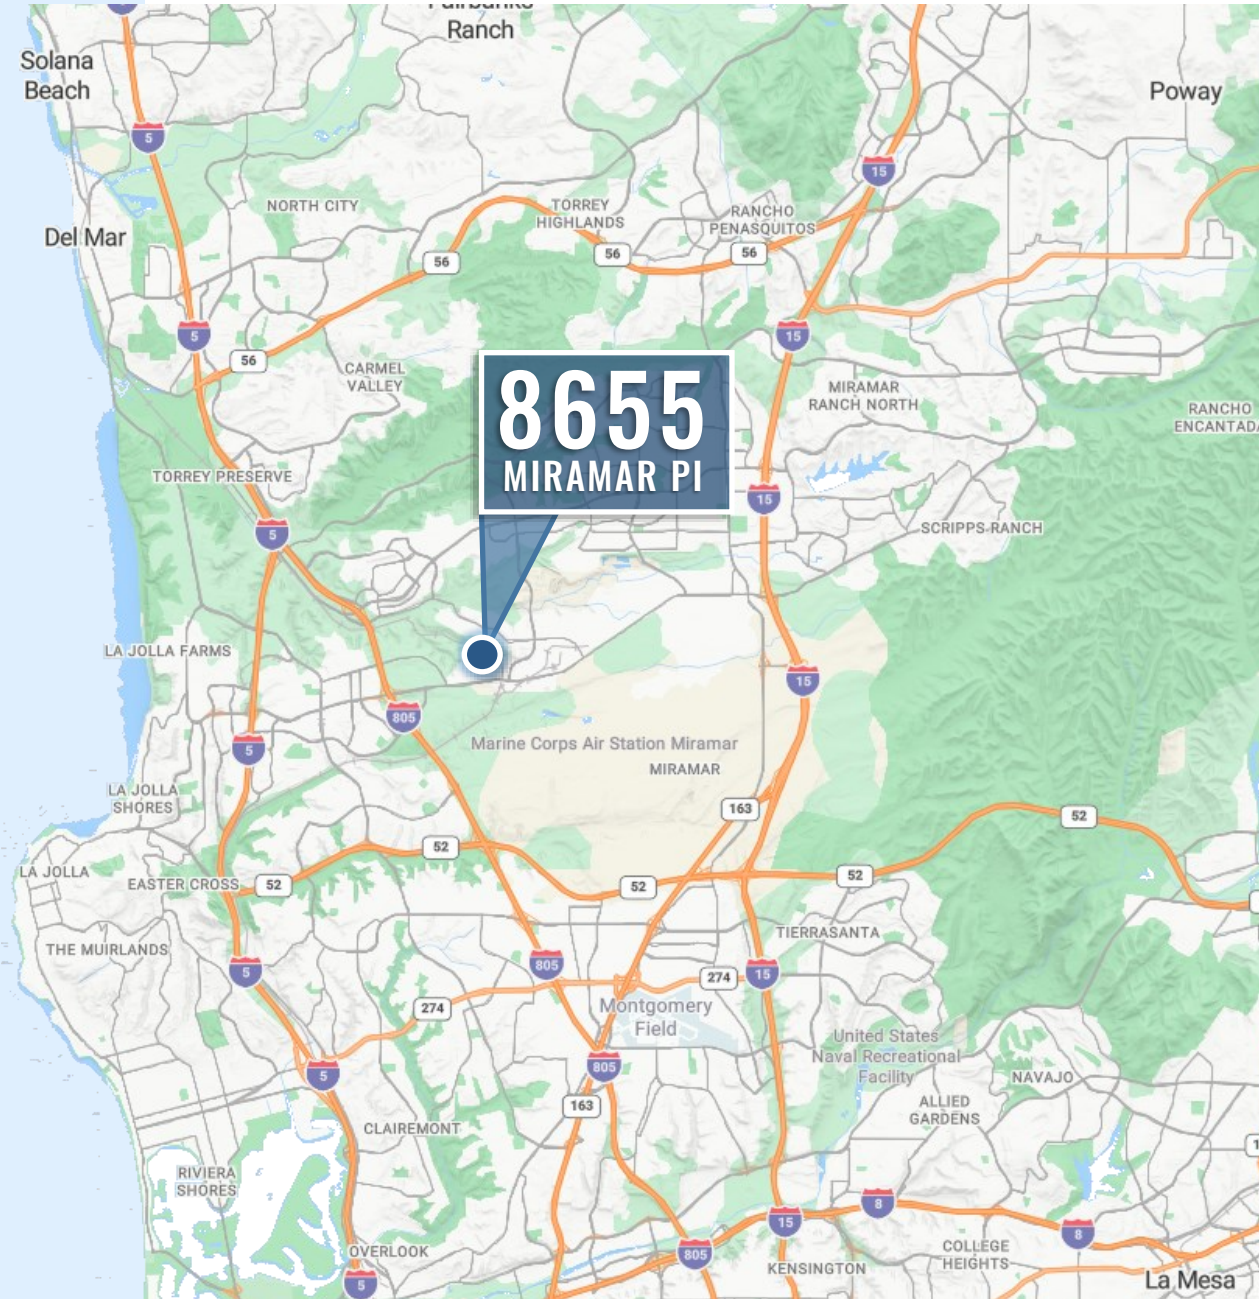 Fairbanks
Ranch
Solana
Beach
Poway
5
15
NORTH CITY
TORREY
HIGHLANDS
RANCHO
PENASQUITOS
Del Mar
56
56
56
5
15
56
CARMEL
VALLEY
8655
MIRAMAR Pl
MIRAMAR
RANCH NORTH
RANCHO
ENCANTADA
TORREY PRESERVE
15
SCRIPPS RANCH
5
LA JOLLA FARMS
15
805
5
Marine Corps Air Station Miramar
MIRAMAR
LA JOLLA
SHORES
163
52
52
LA JOLLA
EASTER CROSS
52
52
52
THE MUIRLANDS
TIERRASANTA
5
805
274
15
274
Montgomery
Field
United States
Naval Recreational
Facility
805
5
NAVAJO
163
ALLIED
GARDENS
CLAIREMONT
RIVIERA
SHORES
8
15
8
OVERLOOK
805
COLLEGE
HEIGHTS
KENSINGTON
La Mesa
5